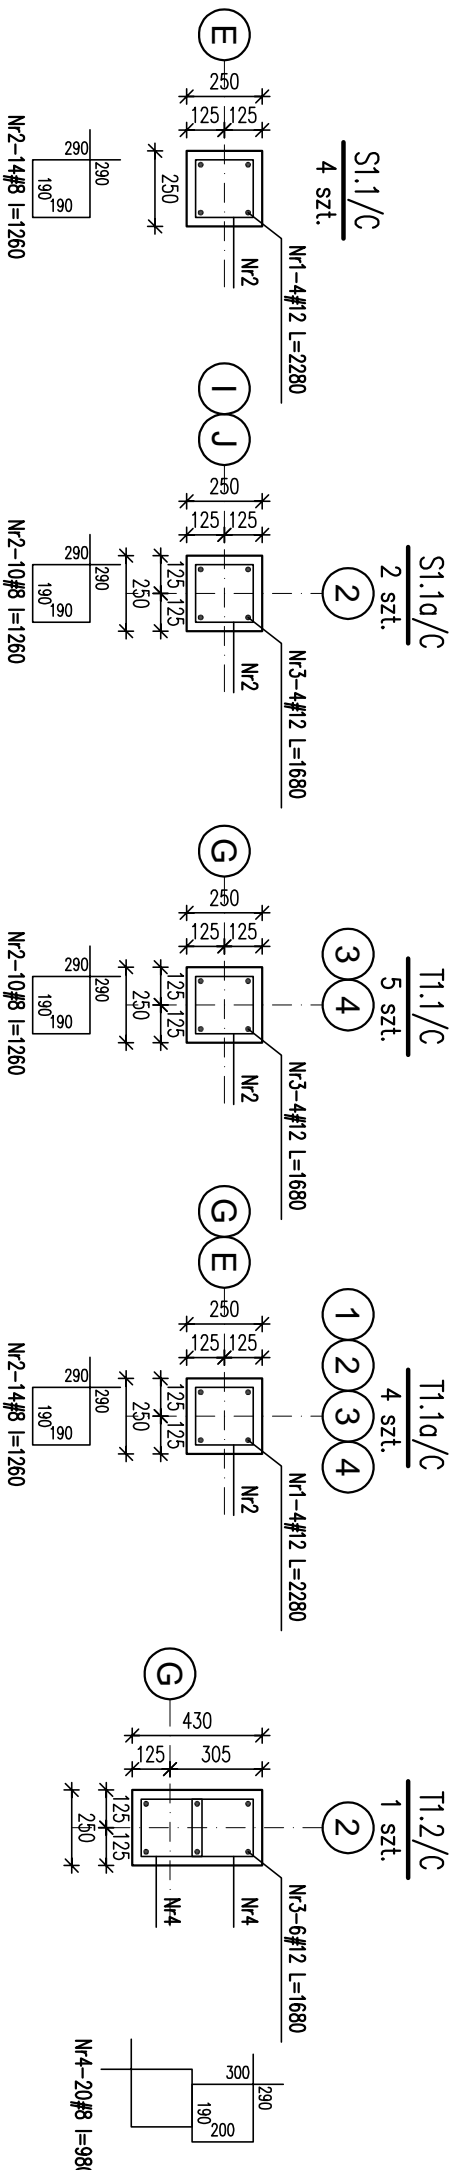 S1.1/C
4 szt.
E
250
125 125
250
Nr1-4#12 L=2280
Nr2
290
290
190
190
Nr2-14#8 l=1260
S1.1a/C
2 szt.
I J
2
250
125 125
125 125
250
Nr3-4#12 L=1680
Nr2
290
290
190
190
Nr2-10#8 l=1260
T1.1/C
5 szt.
G
3 4
250
125 125
125 125
250
Nr3-4#12 L=1680
Nr2
290
290
190
190
Nr2-10#8 l=1260
T1.1a/C
4 szt.
G E
1 2 3 4
250
125 125
125 125
250
Nr1-4#12 L=2280
Nr2
290
290
190
190
Nr2-14#8 l=1260
T1.2/C
1 szt.
G
2
430
125 305
125 125
250
Nr3-6#12 L=1680
Nr4
Nr4
300
290
190
200
Nr4-20#8 l=980